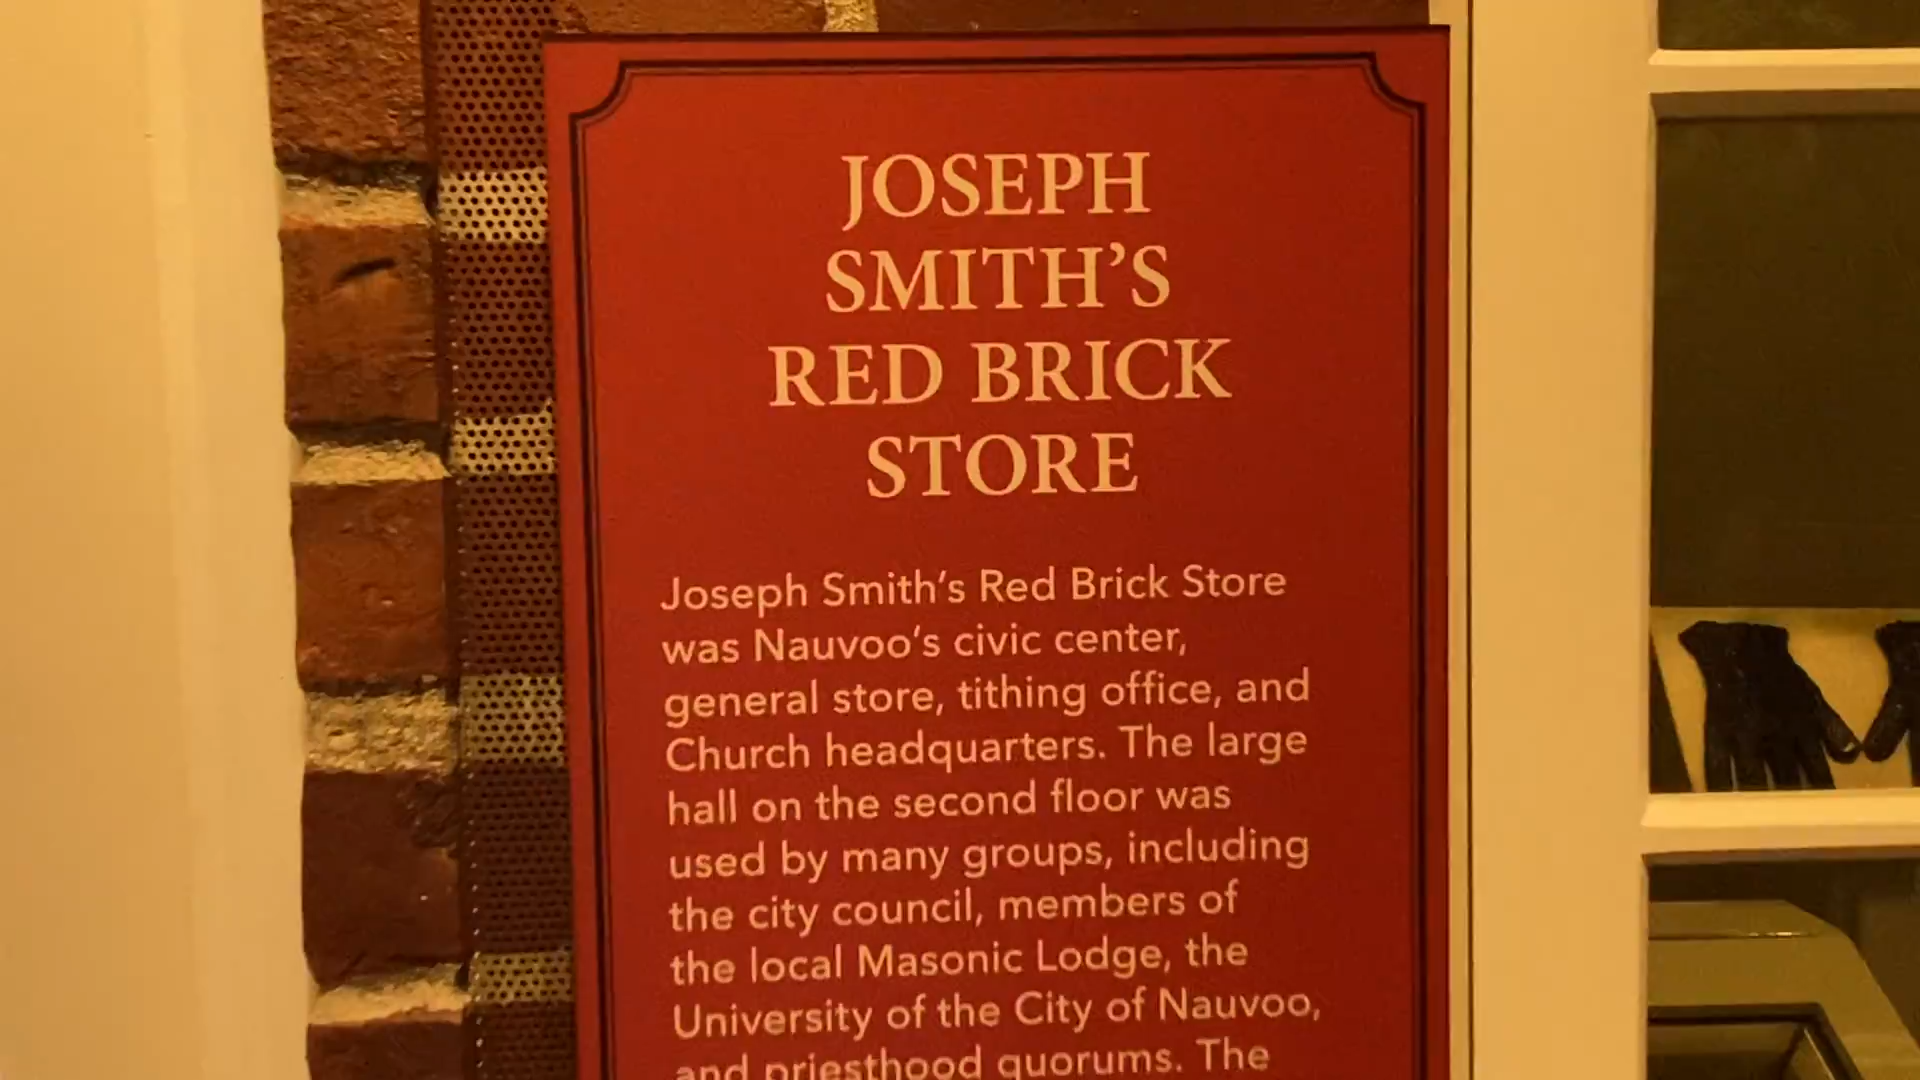 JOSEPH
SMITH’S
RED BRICK
STORE
Joseph Smith’s Red Brick Store
was Nauvoo’s civic center,
general store, tithing office, and
Church headquarters. The large
hall on the second floor was
used by many groups, including
the city council, members of
the local Masonic Lodge, the
University of the City of Nauvoo,
and priesthood quorums. The